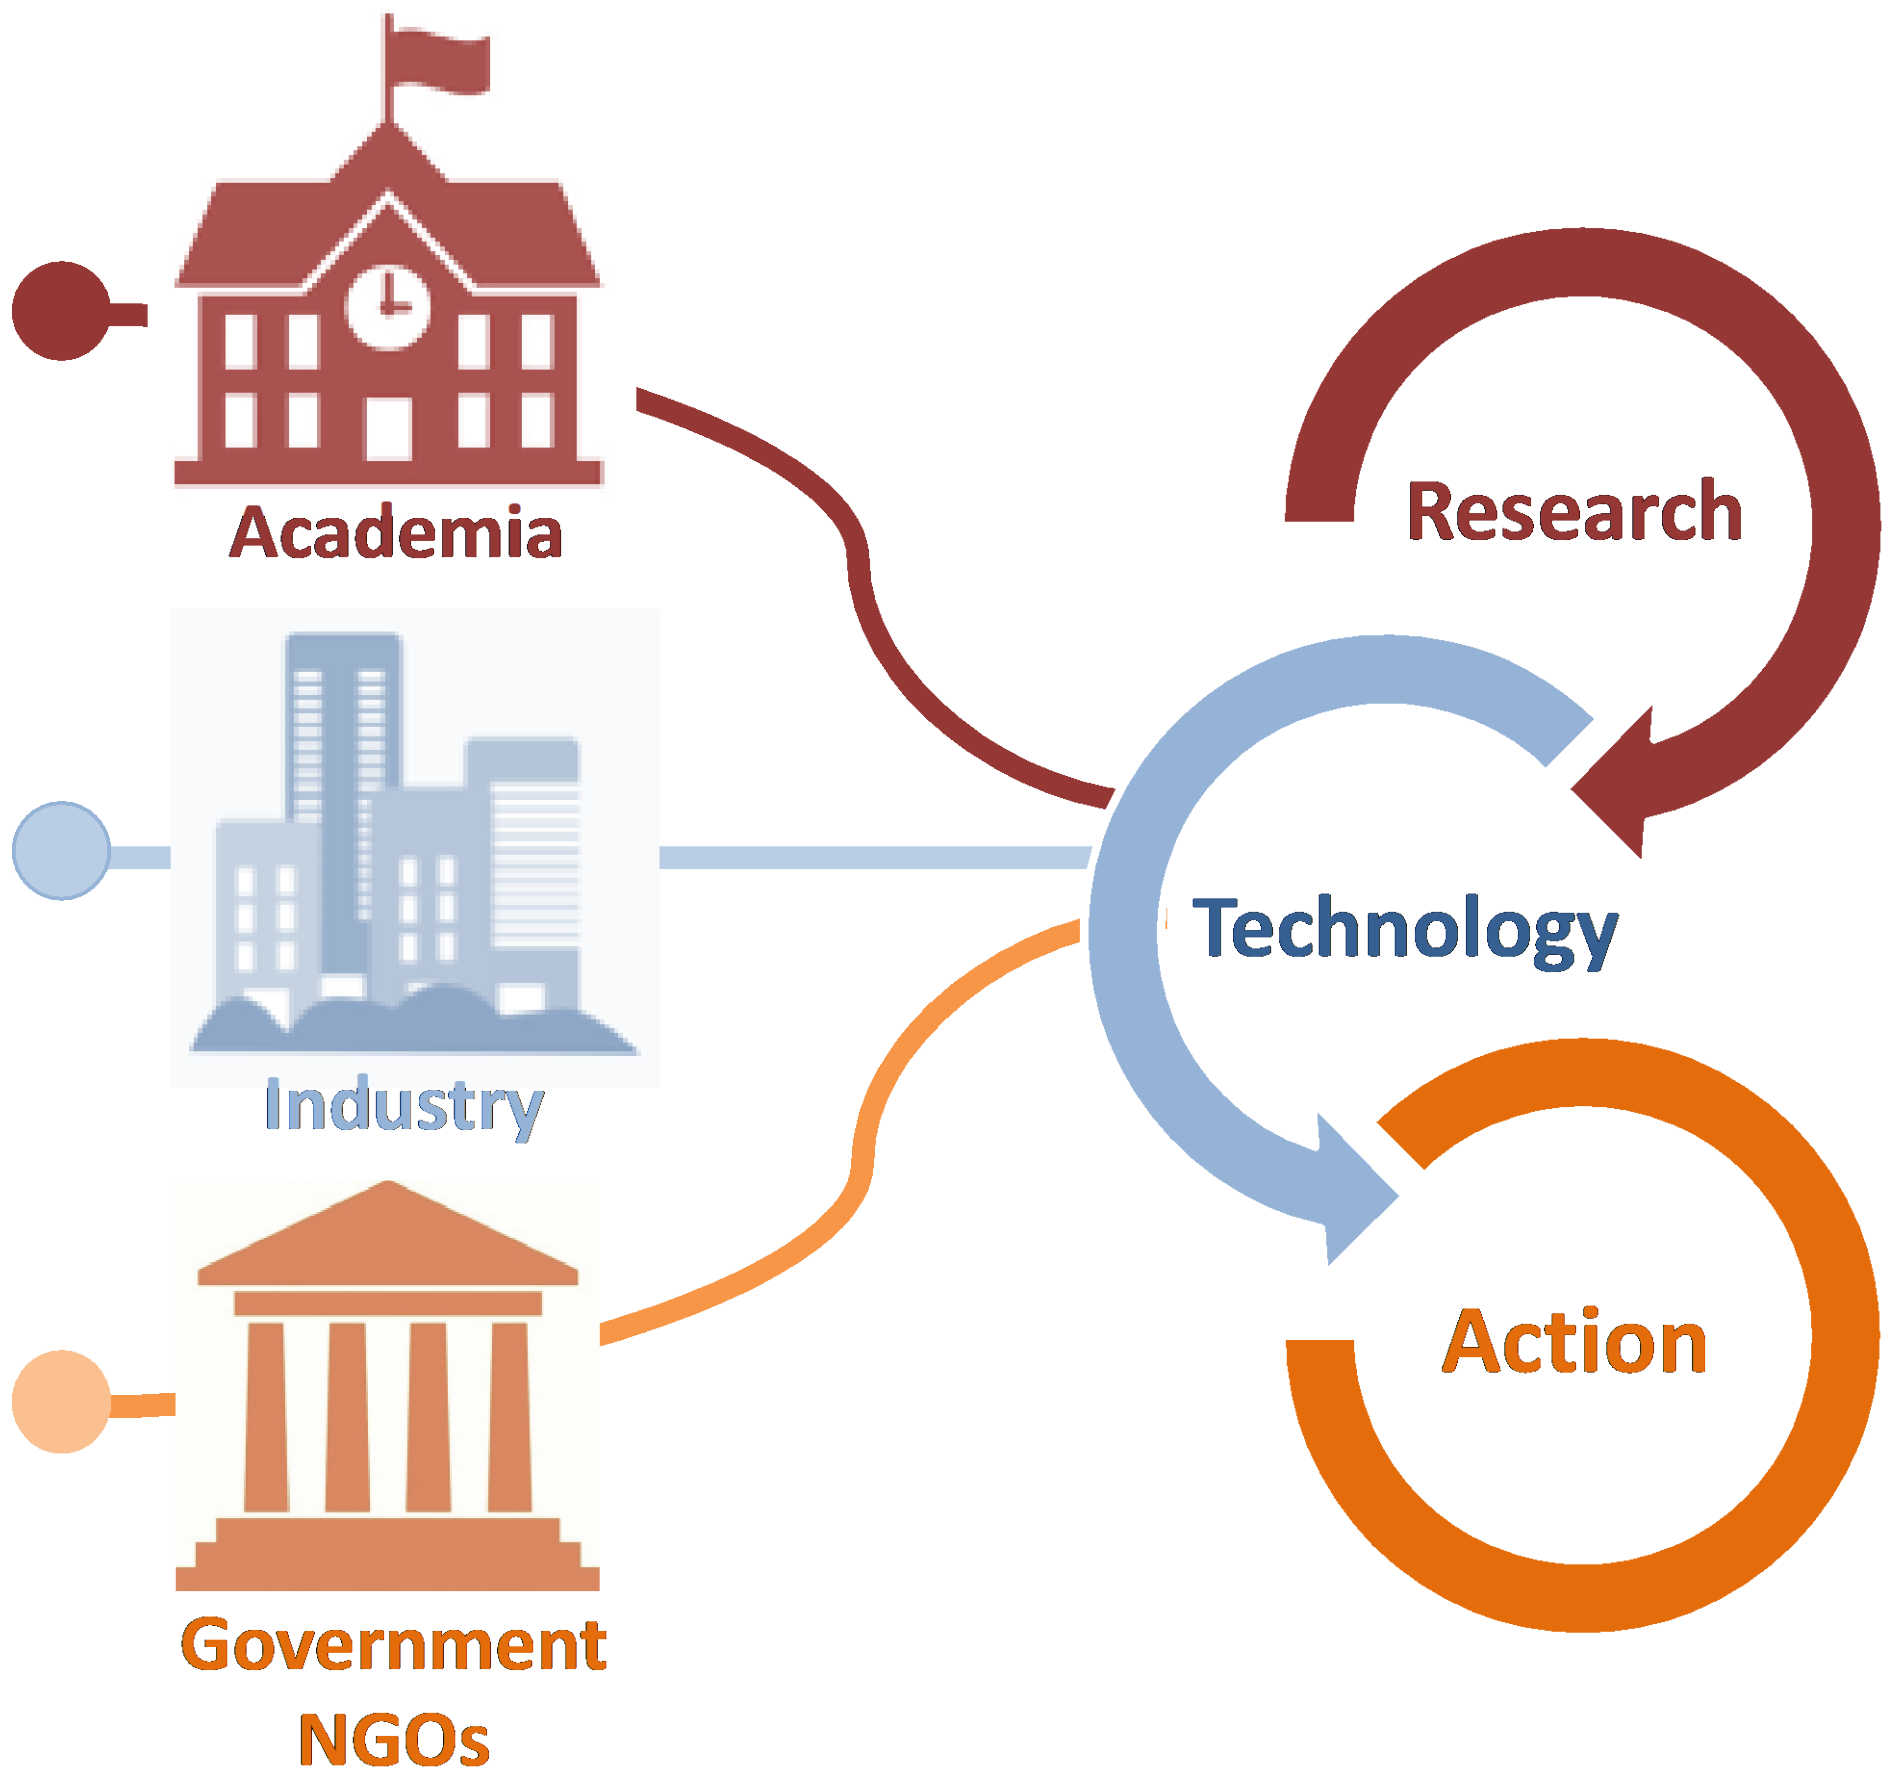 Academia
Industry
Government
NGOs
Research
Technology
Action